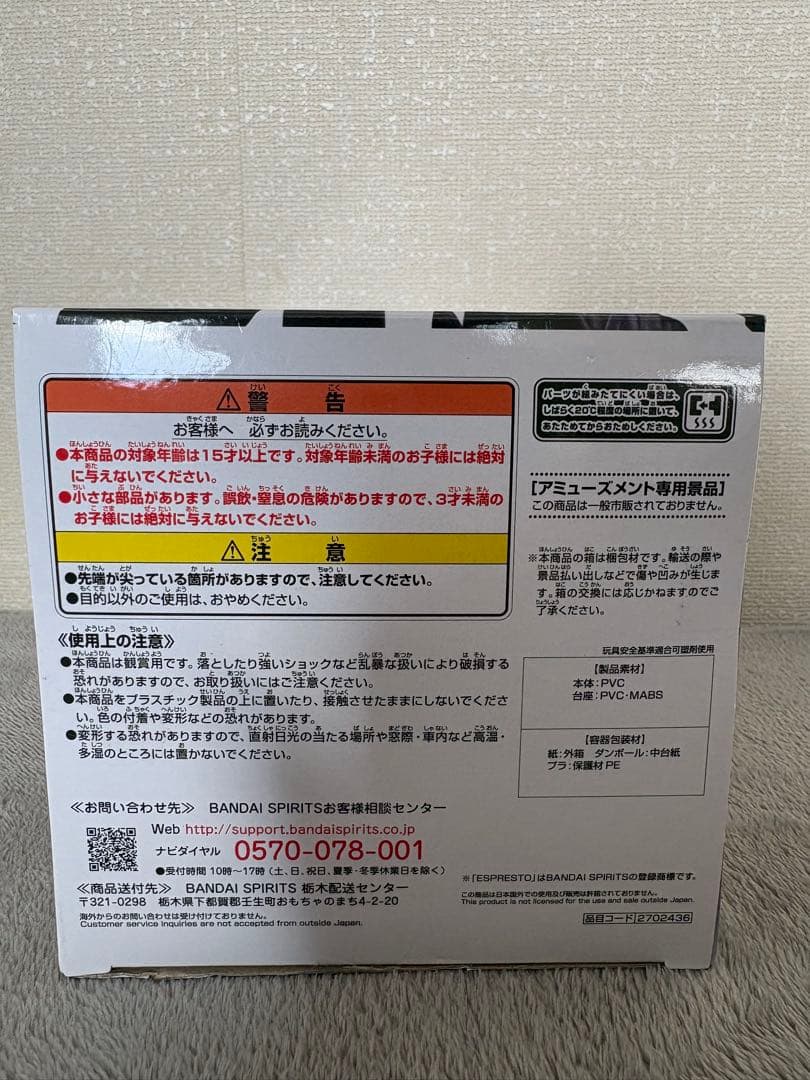 ⚠警告
お客様へ 必ずお読みください。
●本商品の対象年齢は15才以上です。対象年齢未満のお子様には絶対
に与えないでください。
●小さな部品があります。誤飲・窒息の危険がありますので、3才未満の
お子様には絶対に与えないでください。
⚠注意
●先端が尖っている箇所がありますので、注意してください。
●目的以外のご使用は、おやめください。
《使用上の注意》
●本商品は観賞用です。落としたり強いショックなど乱暴な扱いにより破損する
恐れがありますので、お取り扱いにはご注意ください。
●本商品をプラスチック製品の上に置いたり、接触させたままにしないでくださ
い。色の付着や変形などの恐れがあります。
●変形する恐れがありますので、直射日光の当たる場所や窓際・車内など高温・
多湿のところには置かないでください。
パーツが組みたてにくい場合は、
しばらく20℃程度の場所に置いて、
あたためてからおためしください。
[アミューズメント専用景品]
この商品は一般市販されておりません。
※本商品の箱は梱包材です。輸送の際や
景品払い出しなどで傷や凹みが生じま
す。箱の交換には応じかねますのでご
了承ください。
玩具安全基準適合可塑剤使用
【製品素材】
本体:PVC
台座:PVC・MABS
【容器包装材】
紙:外箱 ダンボール:中台紙
プラ:保護材PE
≪お問い合わせ先≫ BANDAI SPIRITSお客様相談センター
Web http://support.bandaispirits.co.jp
ナビダイヤル 0570-078-001
●受付時間 10時〜17時(土、日、祝日、夏季・冬季休業日を除く)
≪商品送付先≫ BANDAI SPIRITS 栃木配送センター
〒321-0298 栃木県下都賀郡壬生町おもちゃのまち4-2-20
海外からのお問い合わせは受け付けておりません。
Customer service inquiries are not accepted from outside Japan.
※「ESPRESTO」はBANDAI SPIRITSの登録商標です。
この商品は日本国外での使用及び販売は許諾されておりません。
This product is not licensed for the use and sale outside Japan.
品目コード 2702436